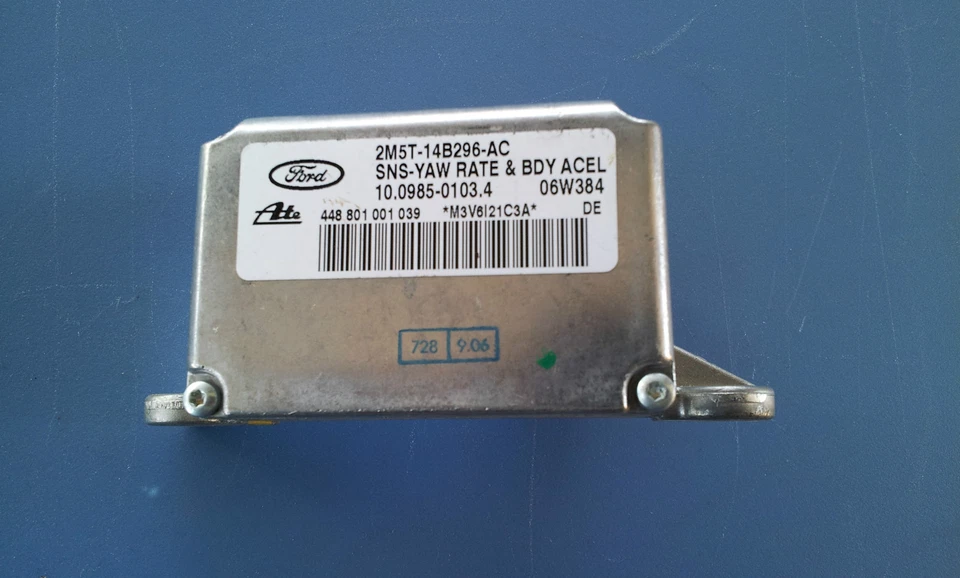 Ford
2M5T-14B296-AC
SNS-YAW RATE & BDY ACEL
10.0985-0103.4 06W384
Ate 448 801 001 039 *M3V6I21C3A* DE
728 9.06